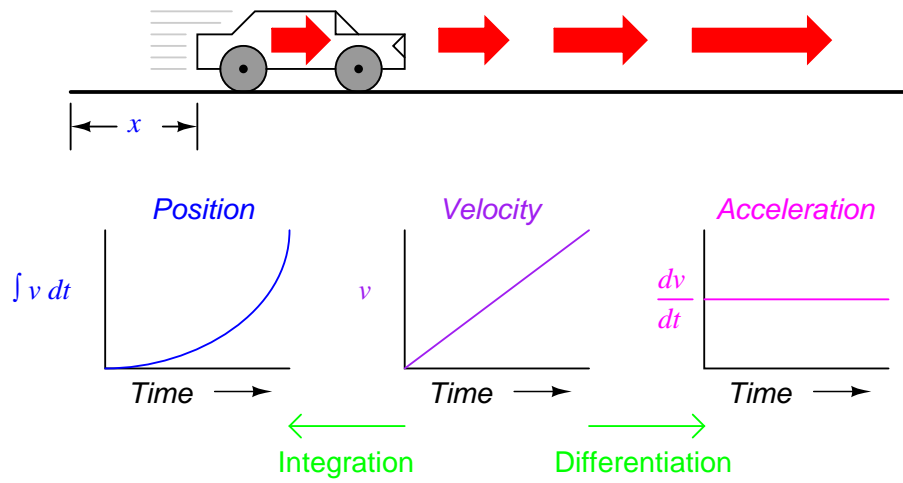 x
Position Velocity Acceleration
∫ v dt v dv
dt
Time Time Time
Integration Differentiation